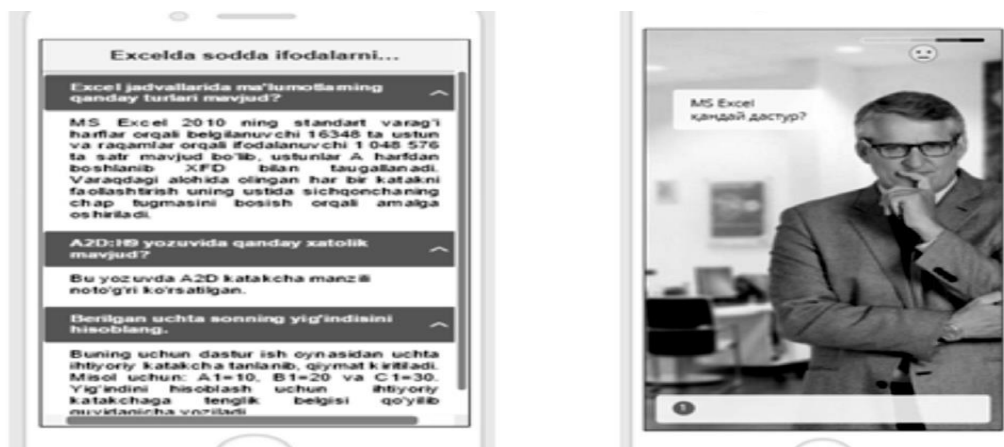 Excelda sodda ifodalarni...
Excel jadvallarida ma'lumotlarning
qanday turlari mavjud?
MS Excel 2010 ning standart varag'i
harflar orqali belgilanuvchi 16348 ta ustun
va raqamlar orqali ifodalanuvchi 1 048 576
ta satr mavjud bo'lib, ustunlar A harfdan
boshlanib XFD bilan taugallanadi.
Varaqdagi alohida olingan har bir katakni
faollashtirish uning ustida sichqonchaning
chap tugmasini bosish orqali amalga
oshiriladi.
A2D:H9 yozuvida qanday xatolik
mavjud?
Bu yozuvda A2D katakcha manzili
noto'g'ri ko'rsatilgan.
Berilgan uchta sonning yig'indisini
hisoblang.
Buning uchun dastur ish oynasidan uchta
ihtiyoriy katakcha tanlanib, qiymat kiritiladi.
Misol uchun: A1=10, B1=20 va C1=30.
Yig'indini hisoblash uchun ihtiyoriy
katakchaga tenglik belgisi qo'yilib
quyidagicha yoziladi
MS Excel
қандай дастур?
1